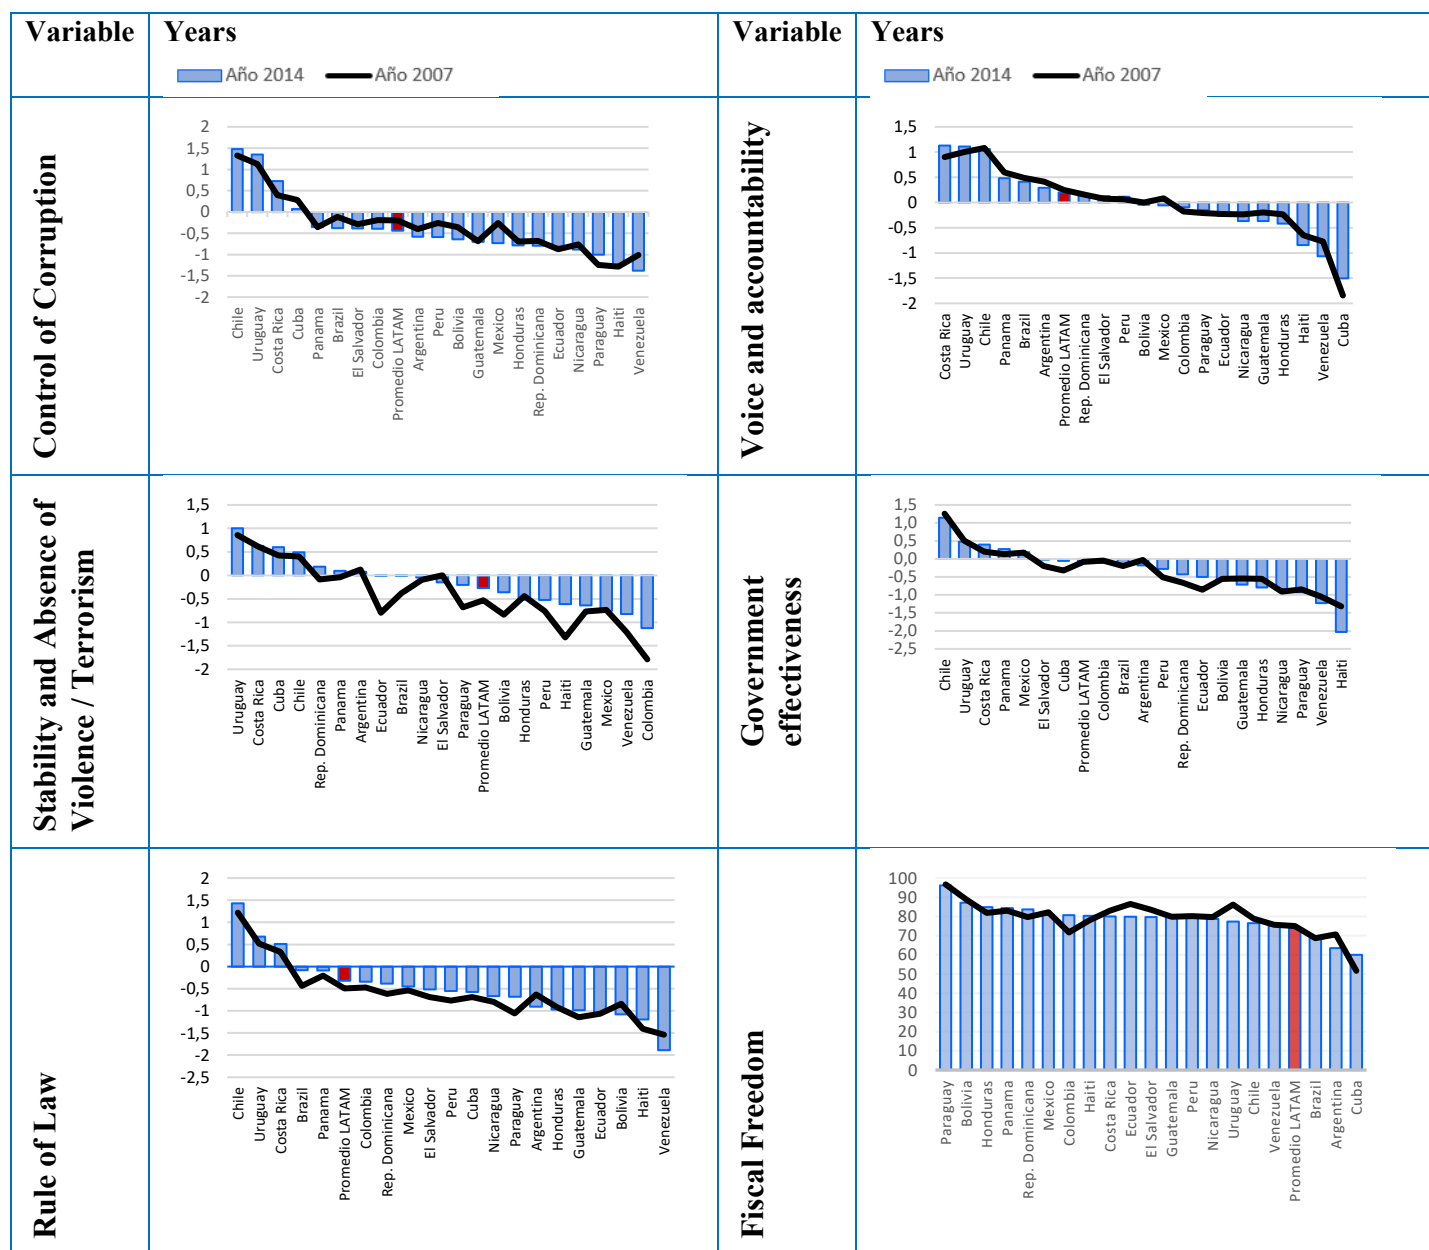 Variable
Years
Año 2014
Año 2007
Variable
Years
Año 2014
Año 2007
Control of Corruption
2
1,5
1
0,5
0
-0,5
-1
-1,5
-2
Chile
Uruguay
Costa Rica
Cuba
Panama
Brazil
El Salvador
Colombia
Promedio LATAM
Argentina
Peru
Bolivia
Guatemala
Mexico
Honduras
Rep. Dominicana
Ecuador
Nicaragua
Paraguay
Haiti
Venezuela
Voice and accountability
1,5
1
0,5
0
-0,5
-1
-1,5
-2
Costa Rica
Uruguay
Chile
Panama
Brazil
Argentina
Promedio LATAM
Rep. Dominicana
El Salvador
Peru
Bolivia
Mexico
Colombia
Paraguay
Ecuador
Nicaragua
Guatemala
Honduras
Haiti
Venezuela
Cuba
Stability and Absence of
Violence / Terrorism
1,5
1
0,5
0
-0,5
-1
-1,5
-2
Uruguay
Costa Rica
Cuba
Chile
Rep. Dominicana
Panama
Argentina
Ecuador
Brazil
Nicaragua
El Salvador
Paraguay
Promedio LATAM
Bolivia
Honduras
Peru
Haiti
Guatemala
Mexico
Venezuela
Colombia
Government
effectiveness
1,5
1,0
0,5
0,0
-0,5
-1,0
-1,5
-2,0
-2,5
Chile
Uruguay
Costa Rica
Panama
Mexico
El Salvador
Cuba
Promedio LATAM
Colombia
Brazil
Argentina
Peru
Rep. Dominicana
Ecuador
Bolivia
Guatemala
Honduras
Nicaragua
Paraguay
Venezuela
Haiti
Rule of Law
2
1,5
1
0,5
0
-0,5
-1
-1,5
-2
-2,5
Chile
Uruguay
Costa Rica
Brazil
Panama
Promedio LATAM
Colombia
Rep. Dominicana
Mexico
El Salvador
Peru
Cuba
Nicaragua
Paraguay
Argentina
Honduras
Guatemala
Ecuador
Bolivia
Haiti
Venezuela
Fiscal Freedom
100
90
80
70
60
50
40
30
20
10
0
Paraguay
Bolivia
Honduras
Panama
Rep. Dominicana
Mexico
Colombia
Haiti
Costa Rica
Ecuador
El Salvador
Guatemala
Peru
Nicaragua
Uruguay
Chile
Venezuela
Promedio LATAM
Brazil
Argentina
Cuba